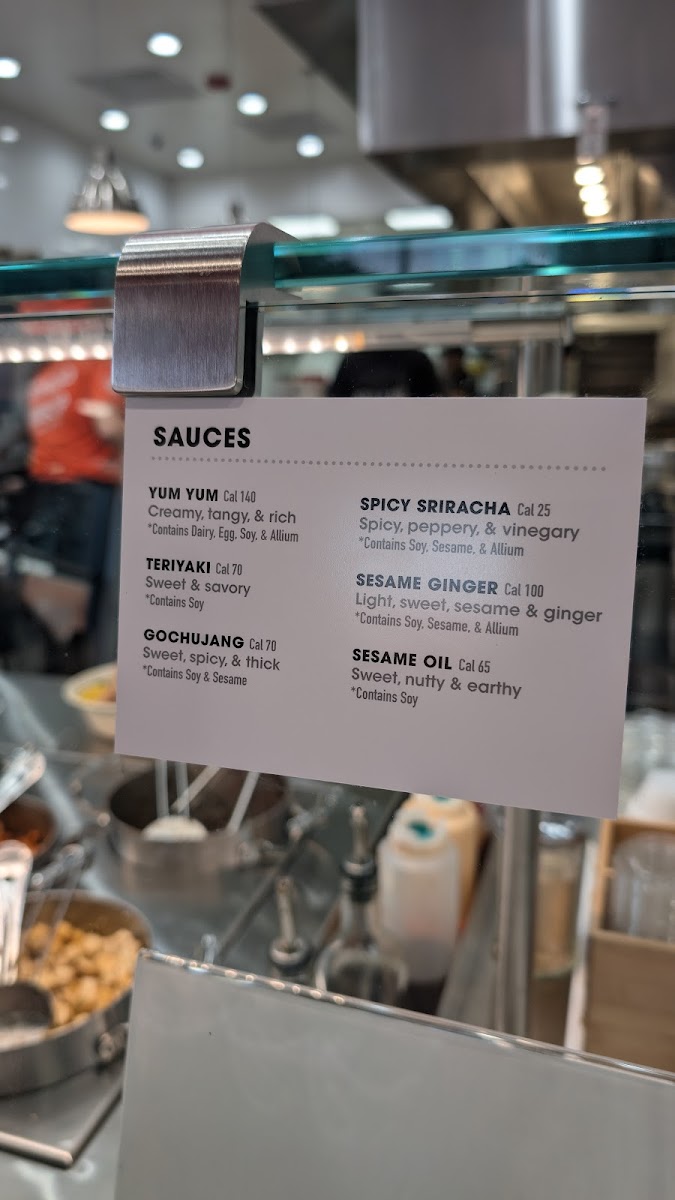 SAUCES
YUM YUM Cal 140
Creamy, tangy, & rich
*Contains Dairy, Egg, Soy, & Allium
TERIYAKI Cal 70
Sweet & savory
*Contains Soy
GOCHUJANG Cal 70
Sweet, spicy, & thick
*Contains Soy & Sesame
SPICY SRIRACHA Cal 25
Spicy, peppery, & vinegary
*Contains Soy, Sesame, & Allium
SESAME GINGER Cal 100
Light, sweet, sesame & ginger
*Contains Soy, Sesame, & Allium
SESAME OIL Cal 65
Sweet, nutty & earthy
*Contains Soy